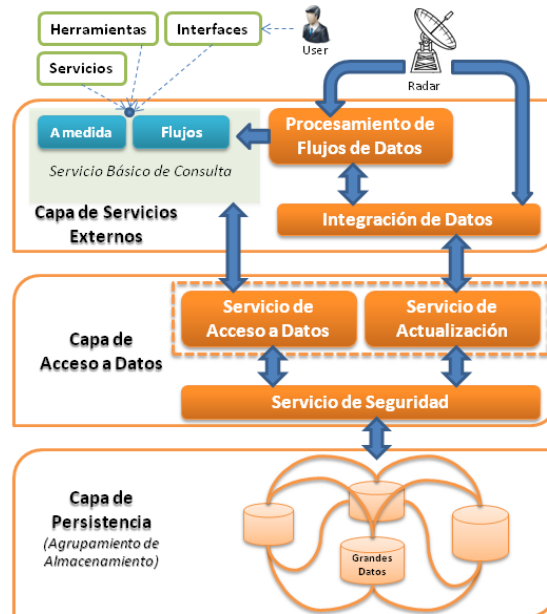 Herramientas
Interfaces
User
Servicios
Radar
A medida
Flujos
Servicio Básico de Consulta
Procesamiento de
Flujos de Datos
Capa de Servicios
Externos
Integración de Datos
Capa de
Acceso a Datos
Servicio de
Acceso a Datos
Servicio de
Actualización
Servicio de Seguridad
Capa de
Persistencia
(Agrupamiento de
Almacenamiento)
Grandes
Datos